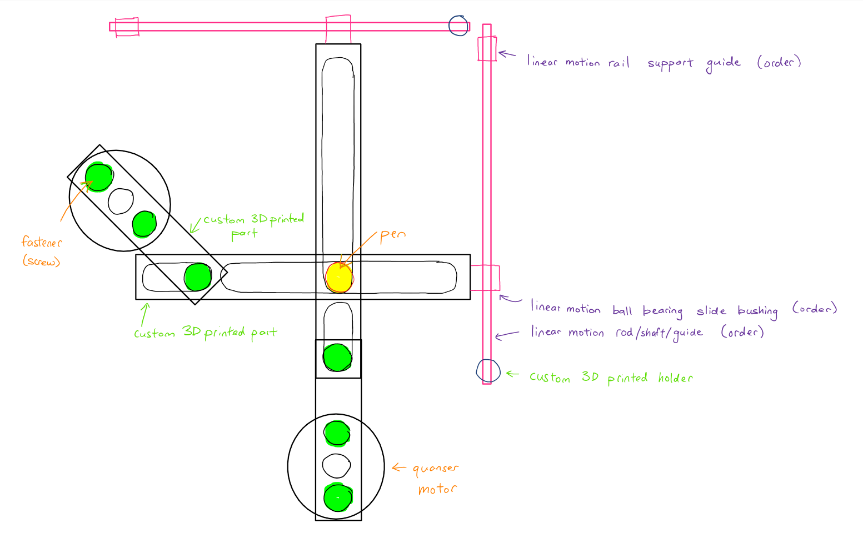 linear motion rail support guide (order)
custom 3D printed
part
pen
fastener
(screw)
linear motion ball bearing slide bushing (order)
linear motion rod/shaft/guide (order)
custom 3D printed part
custom 3D printed holder
quanser
motor